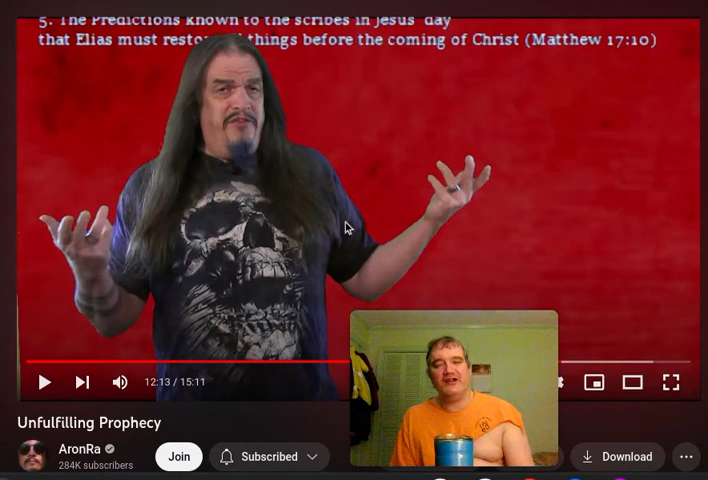 5. The Predictions known to the scribes in Jesus' day
that Elias must restor things before the coming of Christ (Matthew 17:10)
12:13 / 15:11
Unfulfilling Prophecy
AronRa
284K subscribers
Join
Subscribed
Download